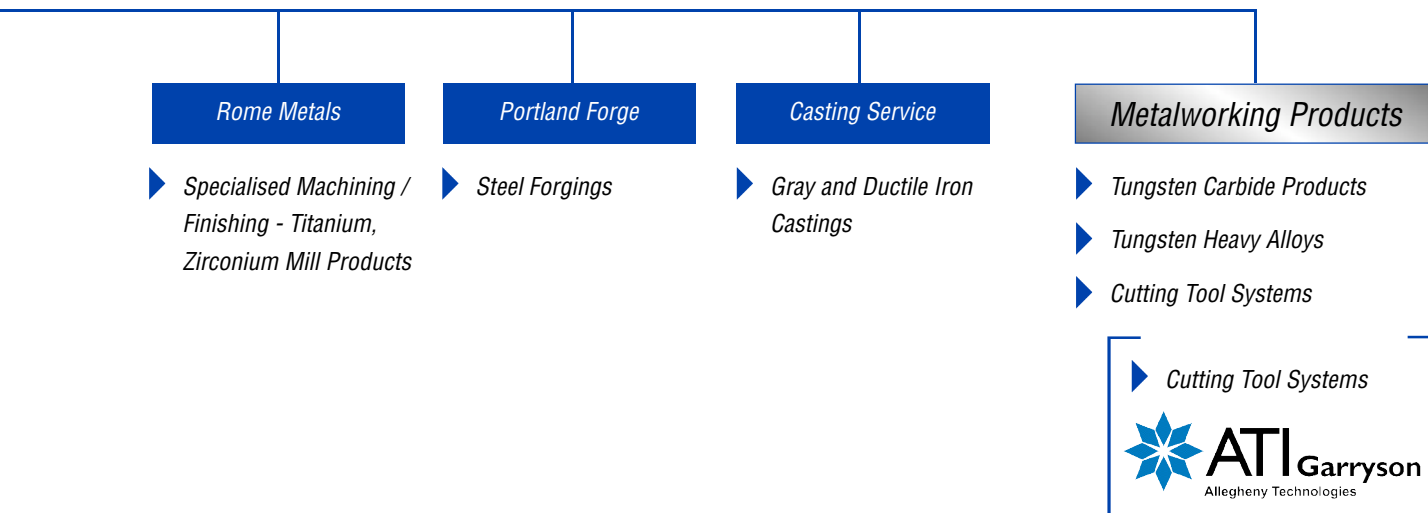 Rome Metals
Specialised Machining /
Finishing - Titanium,
Zirconium Mill Products
Portland Forge
Steel Forgings
Casting Service
Gray and Ductile Iron
Castings
Metalworking Products
Tungsten Carbide Products
Tungsten Heavy Alloys
Cutting Tool Systems
Cutting Tool Systems
ATI Garryson
Allegheny Technologies